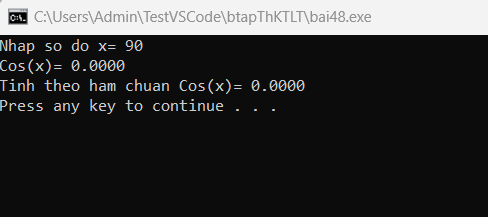 C:\Users\Admin\TestVSCode\btapThKTLT\bai48.exe
Nhap so do x= 90
Cos(x)= 0.0000
Tinh theo ham chuan Cos(x)= 0.0000
Press any key to continue . . .